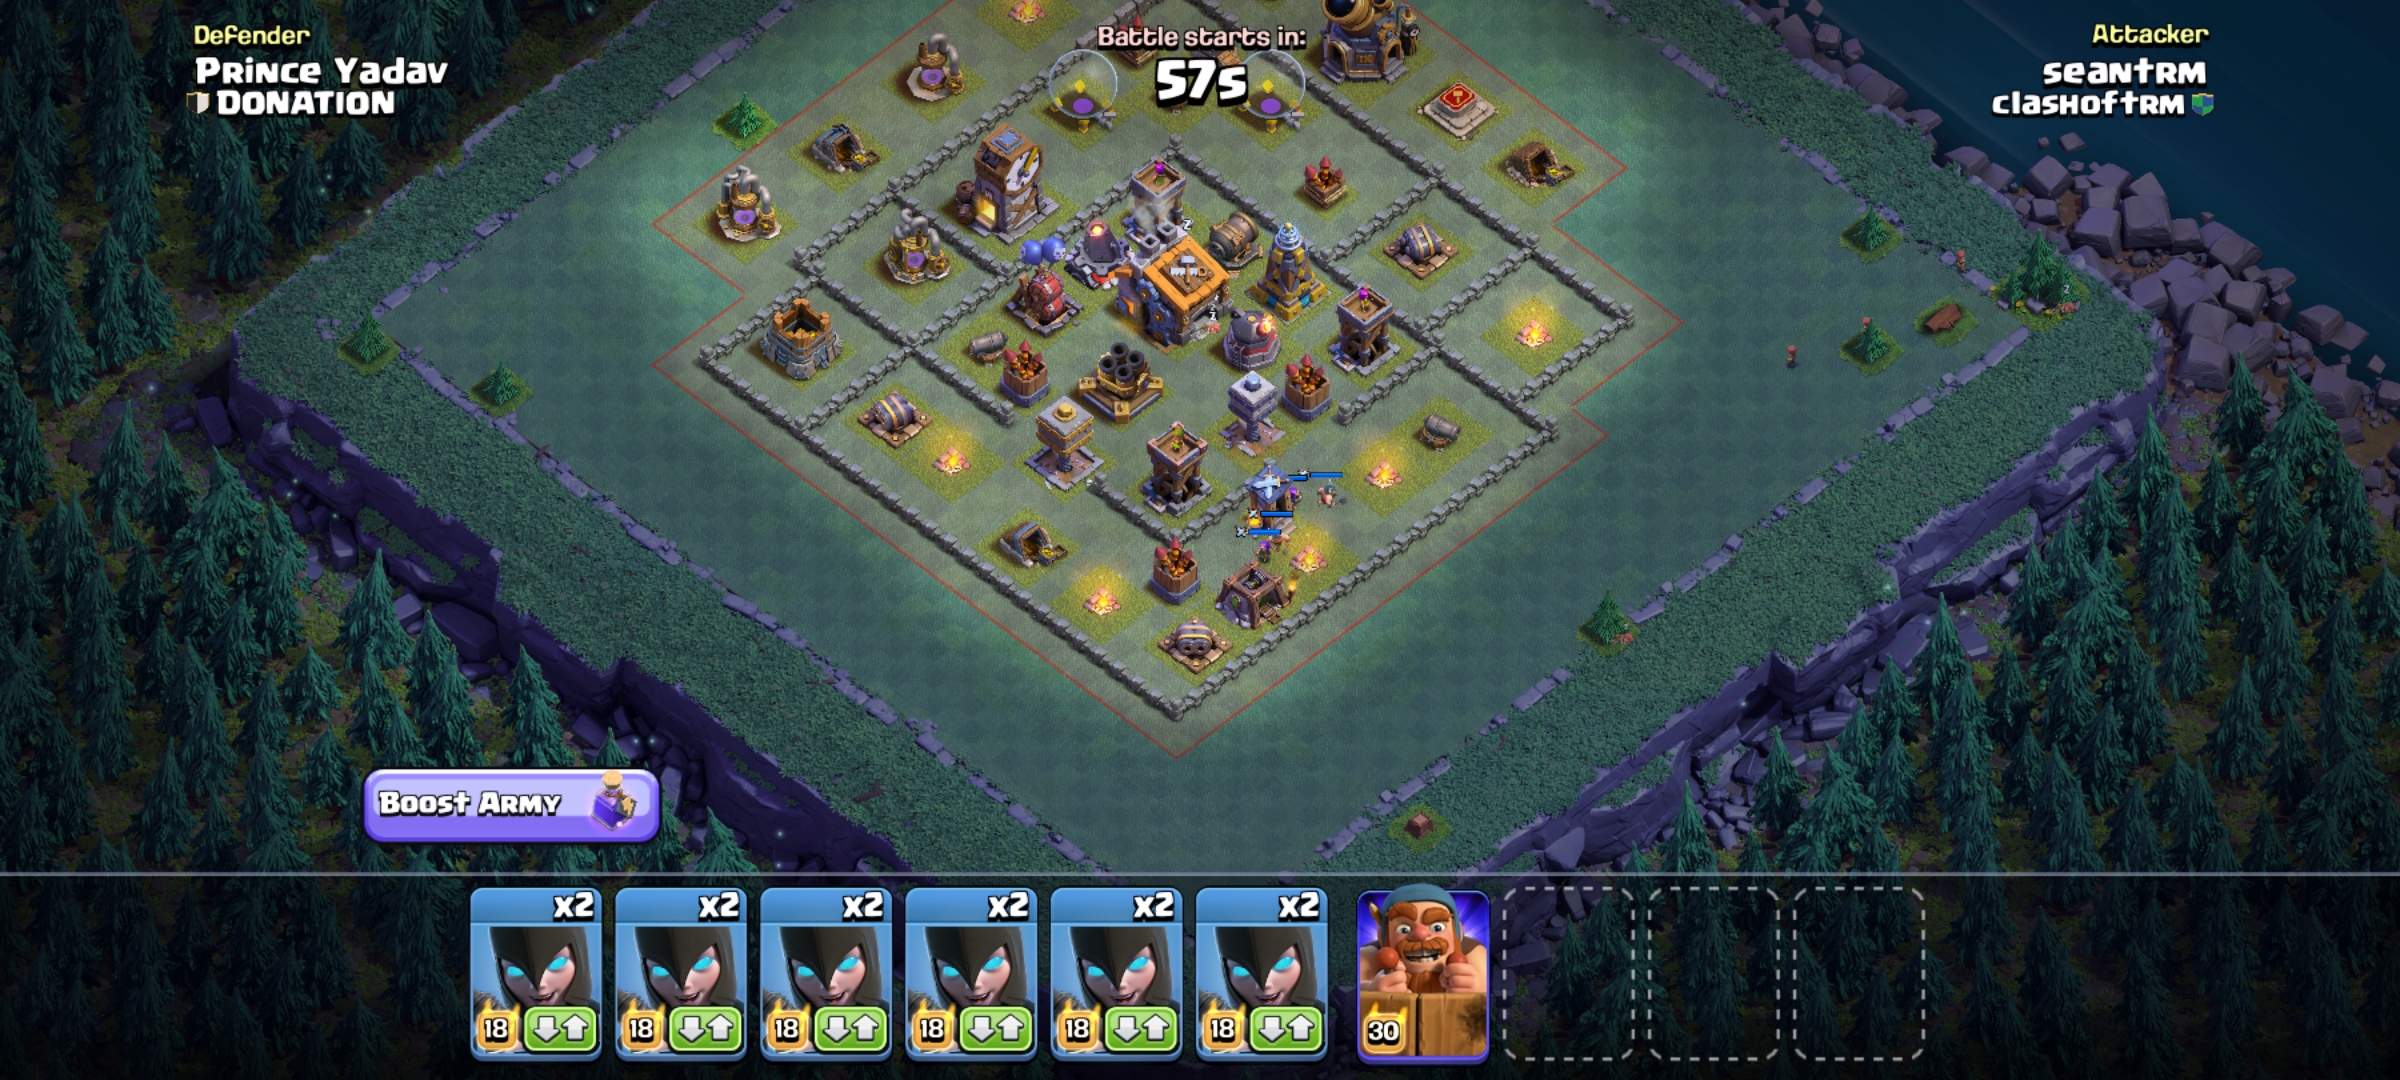 Defender
Prince Yadav
DONATION
Battle starts in:
57s
Attacker
seantRM
clashoftRM
Boost Army
x2
x2
x2
x2
x2
x2
18
18
18
18
18
18
30